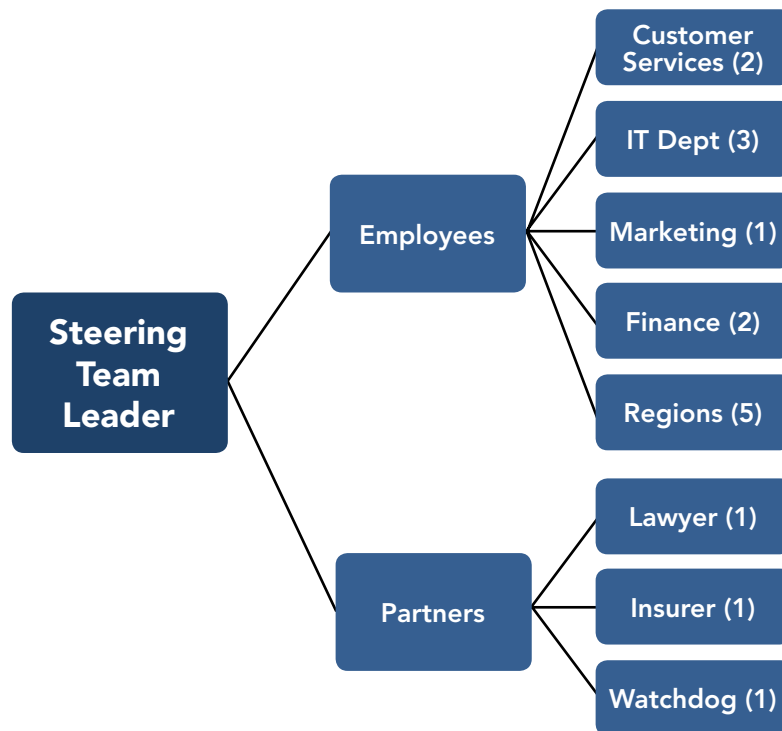 Customer
Services (2)
IT Dept (3)
Employees
Marketing (1)
Finance (2)
Steering
Team
Leader
Regions (5)
Lawyer (1)
Partners
Insurer (1)
Watchdog (1)